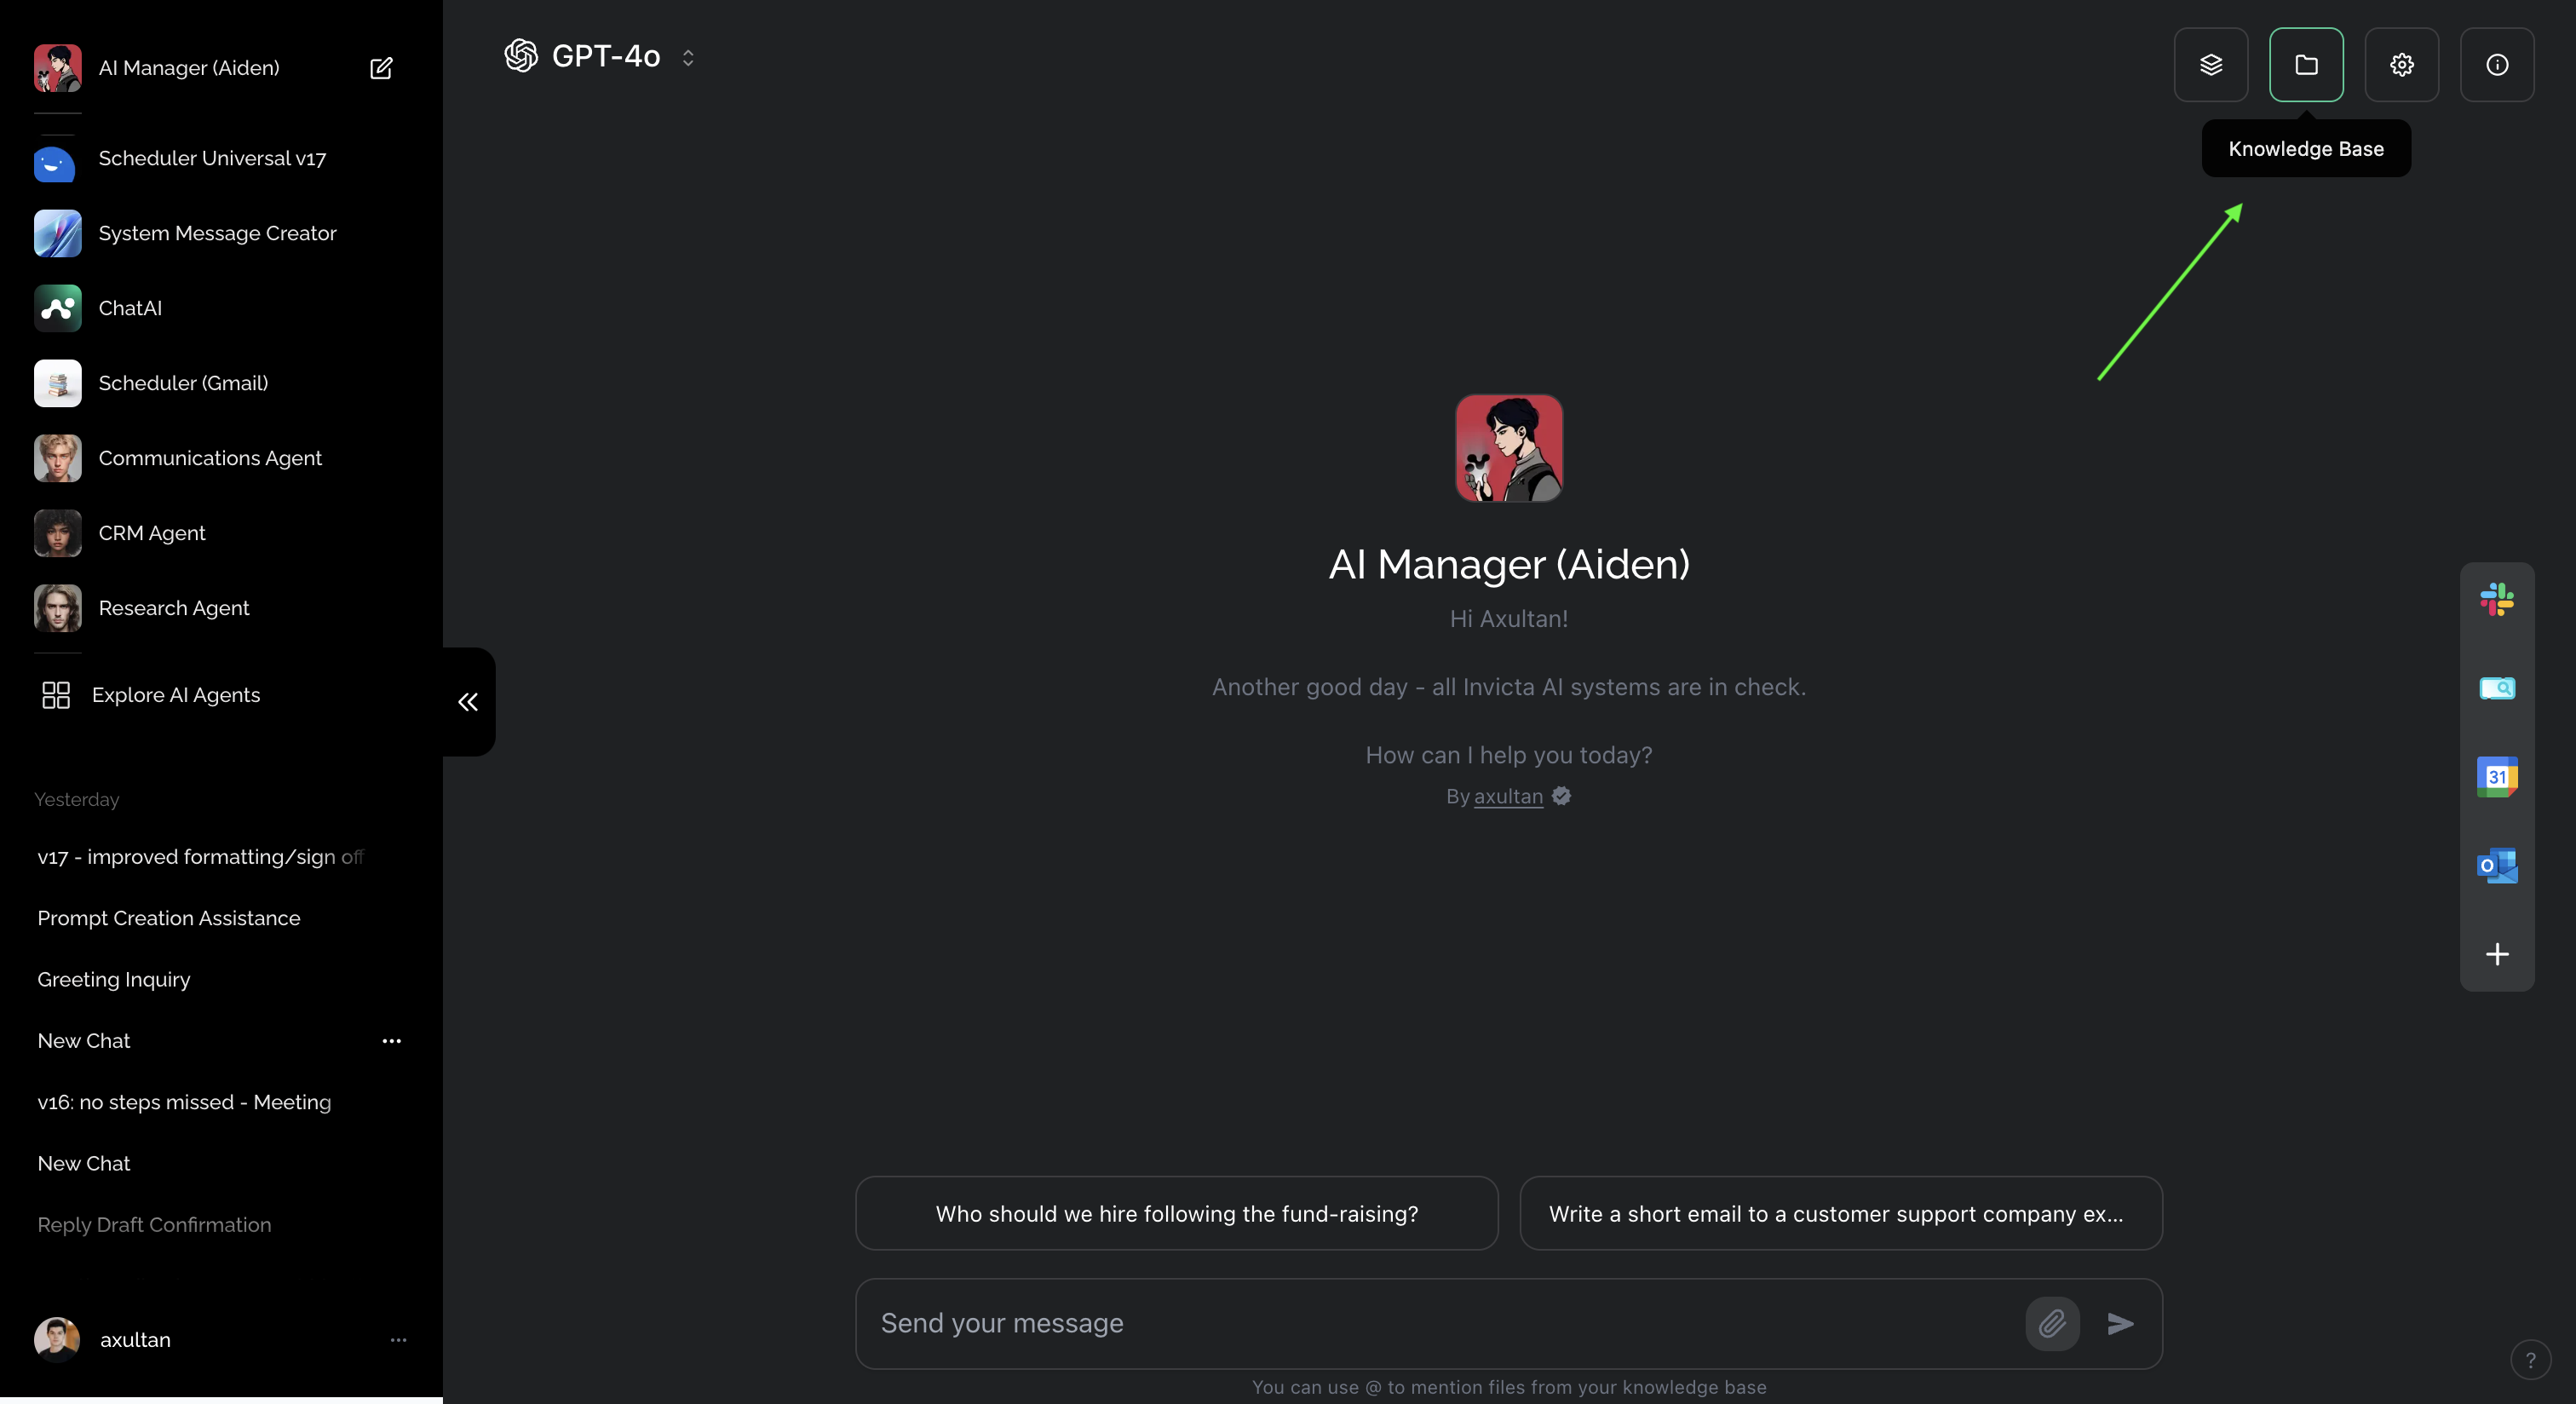 AI Manager (Aiden)
Scheduler Universal v17
System Message Creator
ChatAI
Scheduler (Gmail)
Communications Agent
CRM Agent
Research Agent
Explore AI Agents
Yesterday
v17 - improved formatting/sign off
Prompt Creation Assistance
Greeting Inquiry
New Chat
v16: no steps missed - Meeting
New Chat
Reply Draft Confirmation
axultan
GPT-4o
Knowledge Base
AI Manager (Aiden)
Hi Axultan!
Another good day - all Invicta AI systems are in check.
How can I help you today?
By axultan
31
O
Who should we hire following the fund-raising?
Write a short email to a customer support company ex...
Send your message
You can use @ to mention files from your knowledge base
?